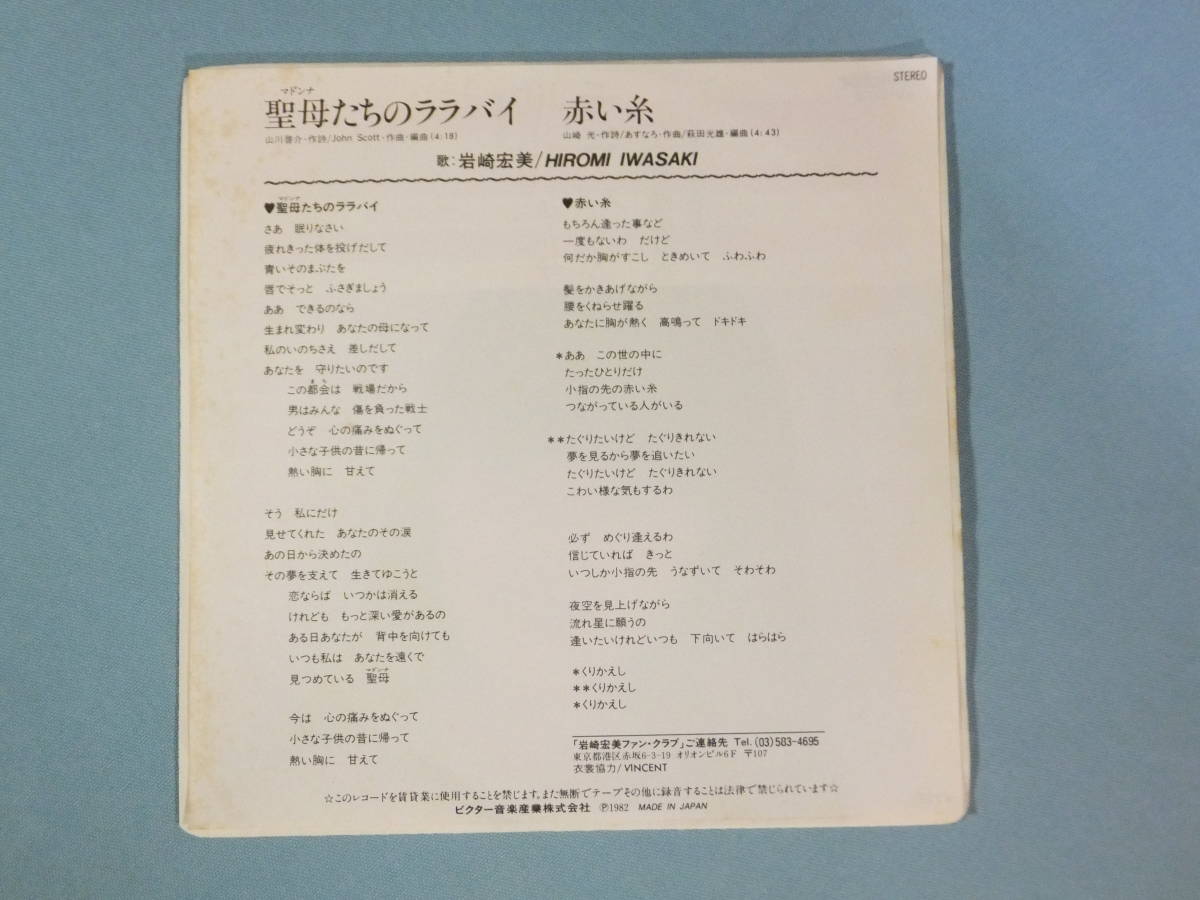 STEREO
マドンナ
聖母たちのララバイ
山川啓介・作詩/John Scott・作曲・編曲(4:18)
赤い糸
山崎 光・作詩/あすなろ・作曲/萩田光雄・編曲(4:43)
歌:岩崎宏美/HIROMI IWASAKI
マドンナ
♥聖母たちのララバイ
さあ 眠りなさい
疲れきった体を投げだして
青いそのまぶたを
唇でそっと ふさぎましょう
ああ できるのなら
生まれ変わり あなたの母になって
私のいのちさえ 差しだして
あなたを 守りたいのです
まち
この都会は 戦場だから
男はみんな 傷を負った戦士
どうぞ 心の痛みをぬぐって
小さな子供の昔に帰って
熱い胸に 甘えて
そう 私にだけ
見せてくれた あなたのその涙
あの日から決めたの
その夢を支えて 生きてゆこうと
恋ならば いつかは消える
けれども もっと深い愛があるの
ある日あなたが 背中を向けても
いつも私は あなたを遠くで
マドンナ
見つめている 聖母
今は 心の痛みをぬぐって
小さな子供の昔に帰って
熱い胸に 甘えて
♥赤い糸
もちろん逢った事など
一度もないわ だけど
何だか胸がすこし ときめいて ふわふわ
髪をかきあげながら
腰をくねらせ躍る
あなたに胸が熱く 高鳴って ドキドキ
*ああ この世の中に
たったひとりだけ
小指の先の赤い糸
つながっている人がいる
**たぐりたいけど たぐりきれない
夢を見るから夢を追いたい
たぐりたいけど たぐりきれない
こわい様な気もするわ
必ず めぐり逢えるわ
信じていれば きっと
いつしか小指の先 うなずいて そわそわ
夜空を見上げながら
流れ星に願うの
逢いたいけれどいつも 下向いて はらはら
*くりかえし
**くりかえし
*くりかえし
「岩崎宏美ファン・クラブ」ご連絡先 Tel.(03)583-4695
東京都港区赤坂6-3-19 オリオンビル6F 〒107
衣裳協力/VINCENT
☆このレコードを賃貸業に使用することを禁じます。また無断でテープその他に録音することは法律で禁じられています☆
ビクター音楽産業株式会社 ℗1982 MADE IN JAPAN